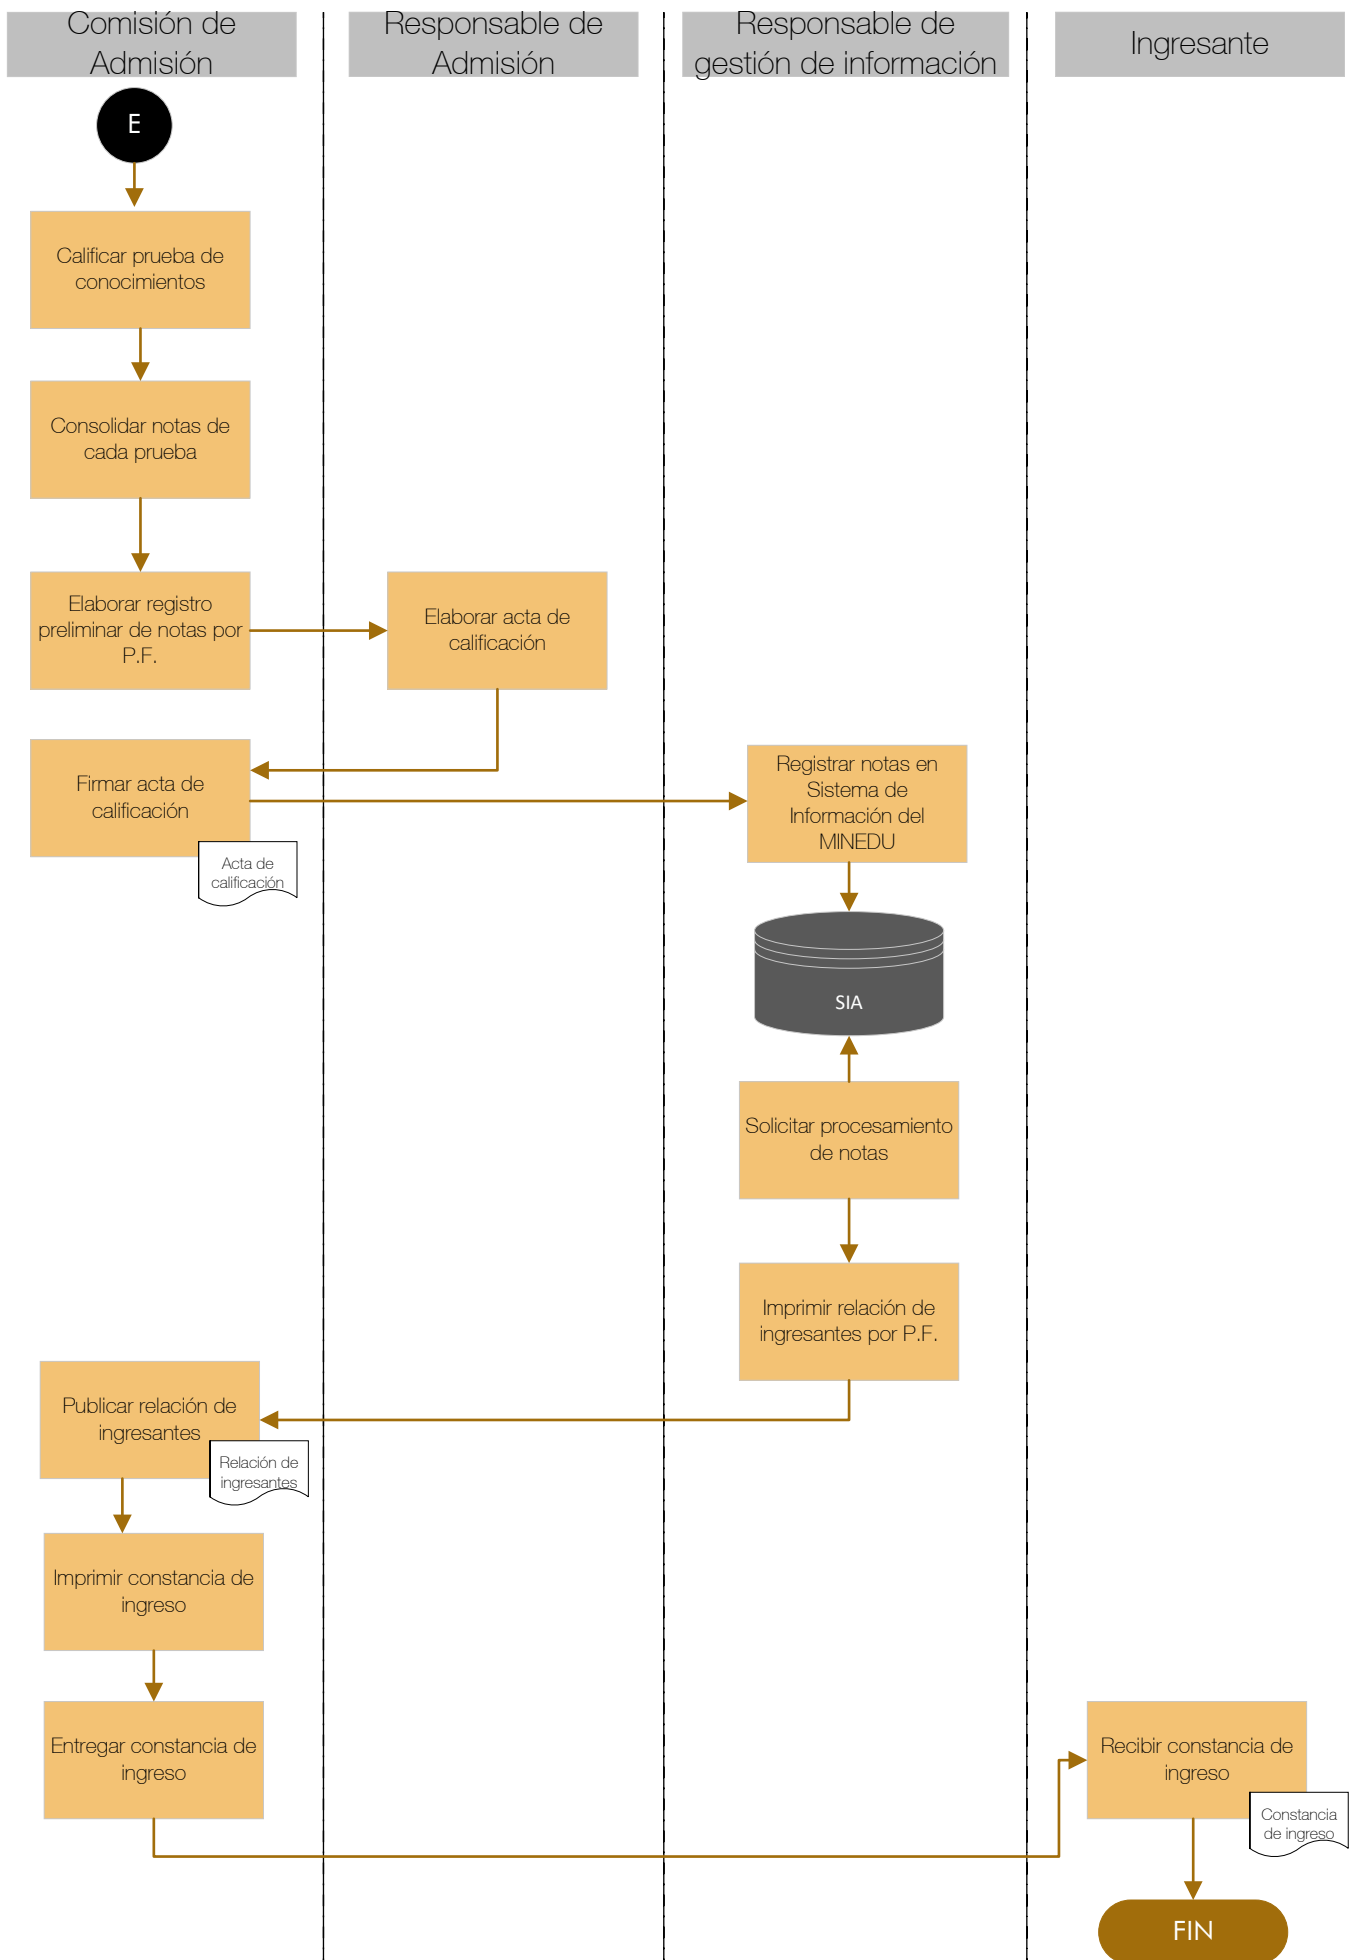 Comisión de
Admisión
Responsable de
Admisión
Responsable de
gestión de información
Ingresante
E
Calificar prueba de
conocimientos
Consolidar notas de
cada prueba
Elaborar registro
preliminar de notas por
P.F.
Elaborar acta de
calificación
Firmar acta de
calificación
Acta de
calificación
Registrar notas en
Sistema de
Información del
MINEDU
SIA
Solicitar procesamiento
de notas
Imprimir relación de
ingresantes por P.F.
Publicar relación de
ingresantes
Relación de
ingresantes
Imprimir constancia de
ingreso
Entregar constancia de
ingreso
Recibir constancia de
ingreso
Constancia
de ingreso
FIN